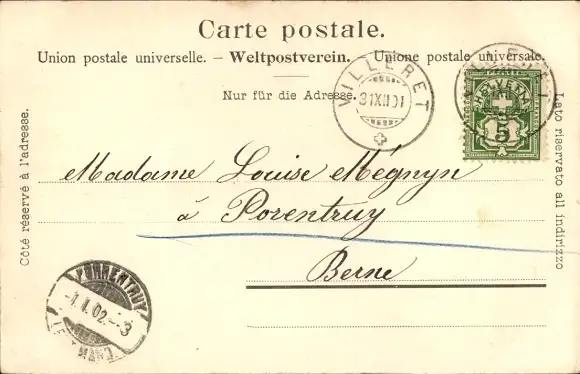 Carte postale.
Union postale universelle. – Weltpostverein. – Unione postale universale.
Nur für die Adresse.
VILLERET
31 XII 01
HELVETIA
5
Côté réservé à l'adresse.
Lato riservato all indirizzo
Madame Louise Mégnyn
à Porentruy
Berne
PORRENTRUY
-1. I. 02. - 3